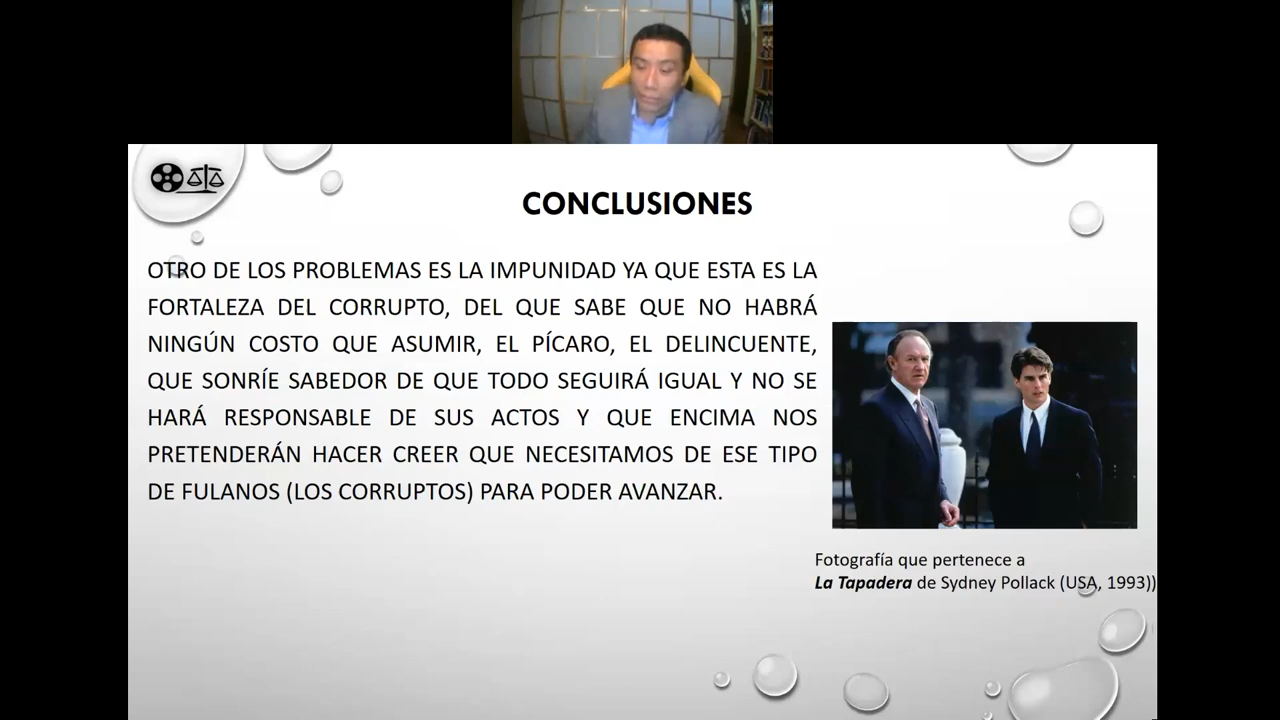 CONCLUSIONES
OTRO DE LOS PROBLEMAS ES LA IMPUNIDAD YA QUE ESTA ES LA
FORTALEZA DEL CORRUPTO, DEL QUE SABE QUE NO HABRÁ
NINGÚN COSTO QUE ASUMIR, EL PÍCARO, EL DELINCUENTE,
QUE SONRÍE SABEDOR DE QUE TODO SEGUIRÁ IGUAL Y NO SE
HARÁ RESPONSABLE DE SUS ACTOS Y QUE ENCIMA NOS
PRETENDERÁN HACER CREER QUE NECESITAMOS DE ESE TIPO
DE FULANOS (LOS CORRUPTOS) PARA PODER AVANZAR.
Fotografía que pertenece a
La Tapadera de Sydney Pollack (USA, 1993))